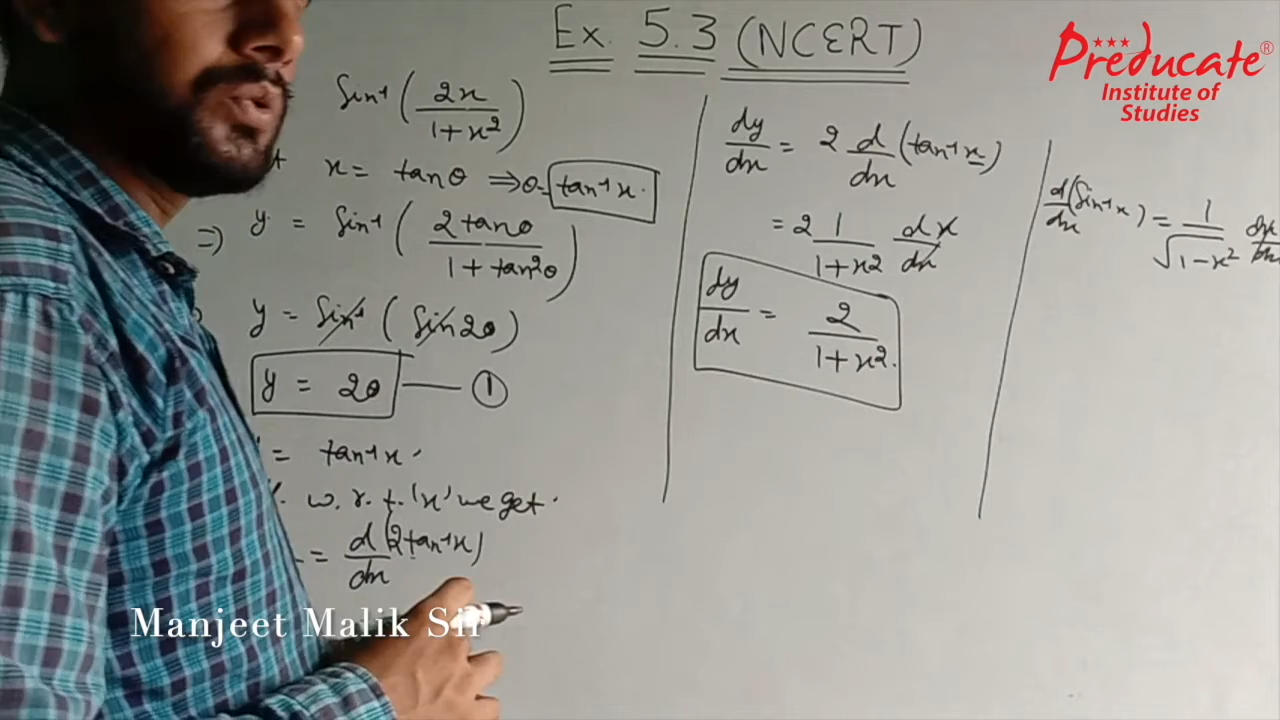 Ex. 5.3 (NCERT)
Preducate®
Institute of
Studies
Sin⁻¹ (2x / 1+x²)
x = tanθ ⇒ θ = tan⁻¹x.
⇒ y = Sin⁻¹ (2tanθ / 1+tan²θ)
y = Sin⁻¹ (Sin2θ)
y = 2θ —— ①
= tan⁻¹x.
w.r.t. 'x' we get.
= d/dx (2tan⁻¹x)
dy/dx = 2 d/dx (tan⁻¹x)
= 2 1/1+x² dx/dx
dy/dx = 2/1+x².
d/dx (Sin⁻¹x) = 1/√1-x² dx/dx
Manjeet Malik Sir